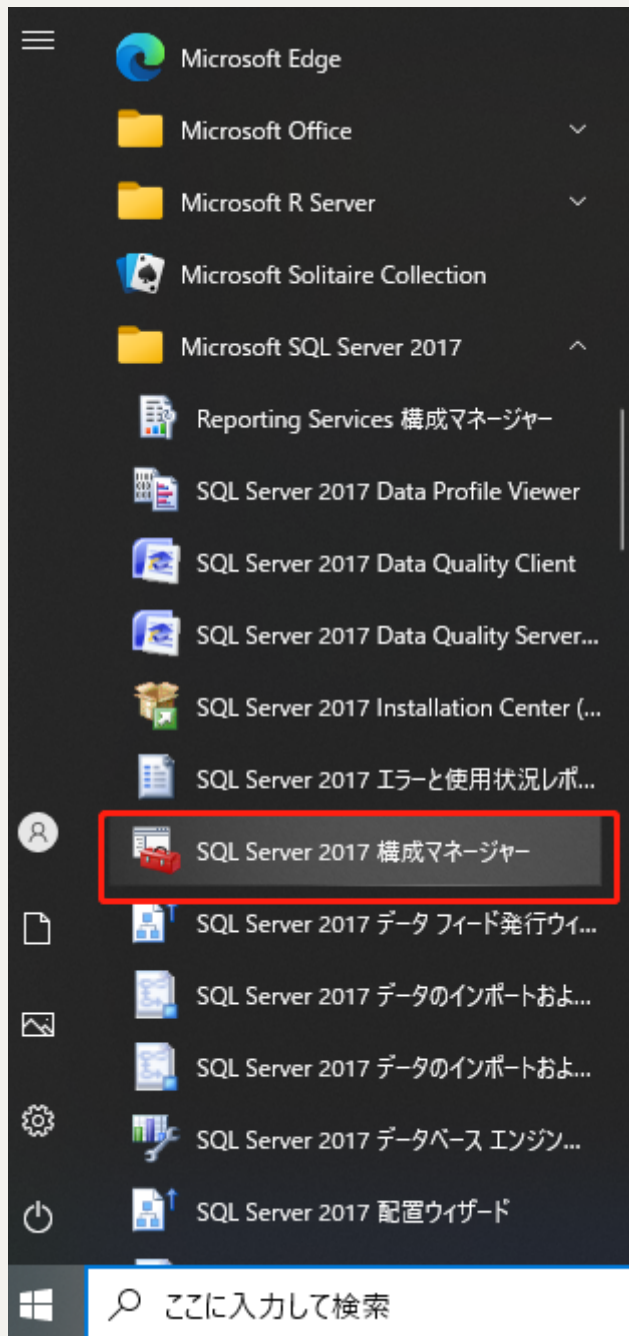 Microsoft Edge
Microsoft Office
Microsoft R Server
Microsoft Solitaire Collection
Microsoft SQL Server 2017
Reporting Services 構成マネージャー
SQL Server 2017 Data Profile Viewer
SQL Server 2017 Data Quality Client
SQL Server 2017 Data Quality Server...
SQL Server 2017 Installation Center (...
SQL Server 2017 エラーと使用状況レポ...
SQL Server 2017 構成マネージャー
SQL Server 2017 データ フィード発行ウィ...
SQL Server 2017 データのインポートおよ...
SQL Server 2017 データのインポートおよ...
SQL Server 2017 データベース エンジン...
SQL Server 2017 配置ウィザード
ここに入力して検索